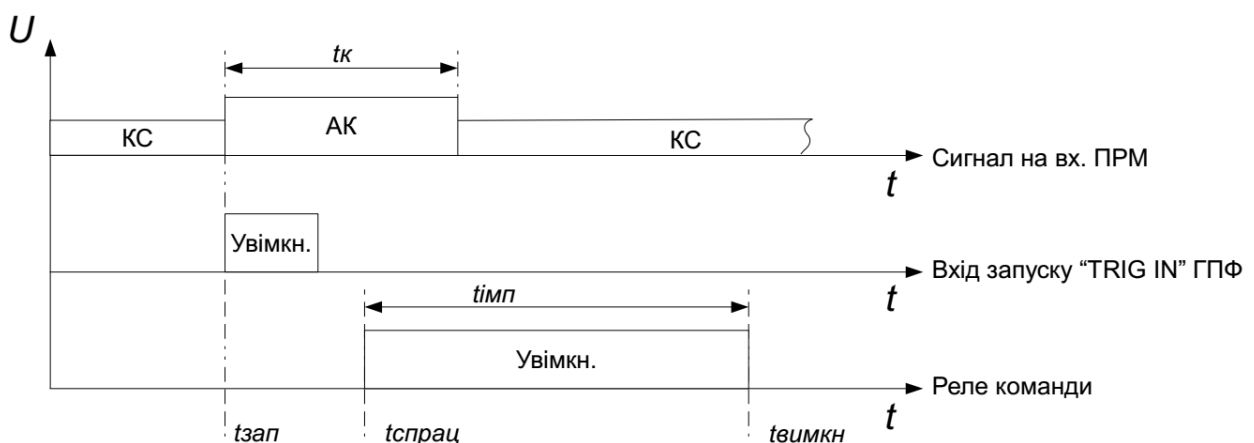 U
tк
АК
КС
КС
Сигнал на вх. ПРМ
t
Увімкн.
Вхід запуску “TRIG IN” ГПФ
t
tімп
Увімкн.
Реле команди
t
tзап
tспрац
tвимкн